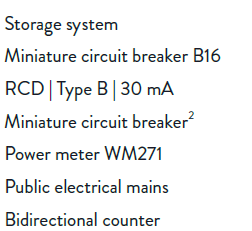 Storage system
Miniature circuit breaker B16
RCD | Type B | 30 mA
Miniature circuit breaker²
Power meter WM271
Public electrical mains
Bidirectional counter